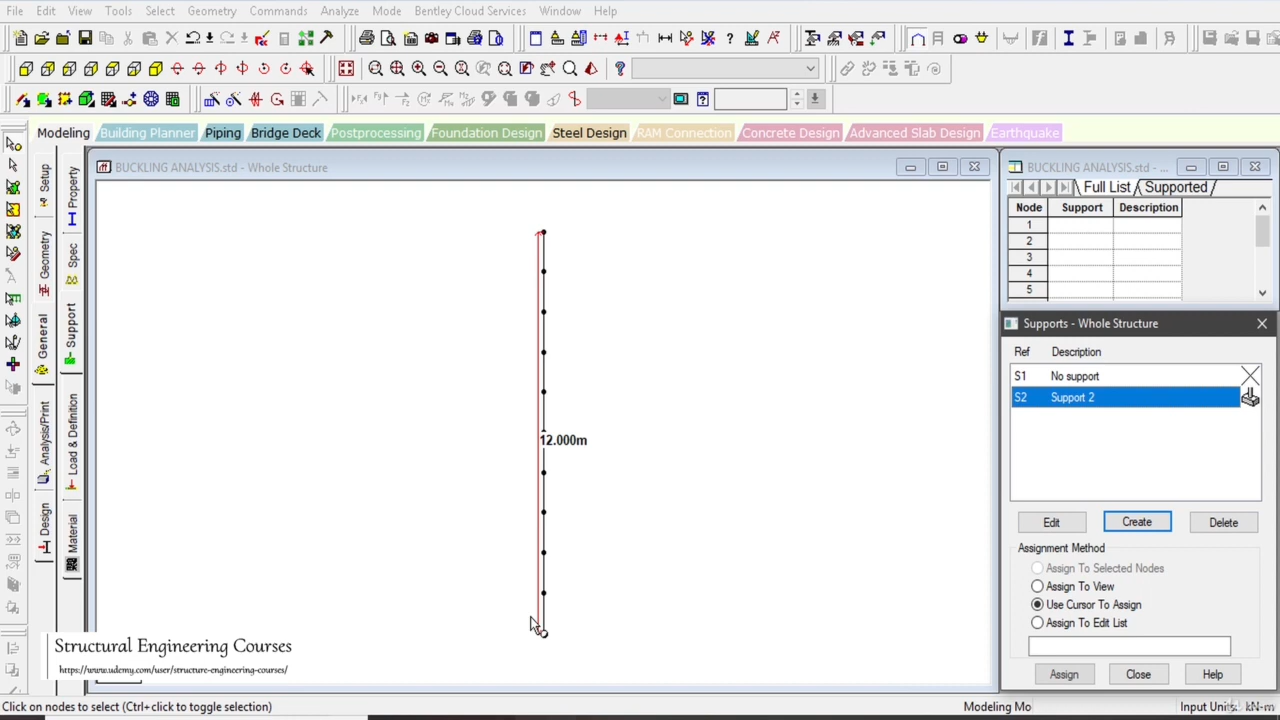 File Edit View Tools Select Geometry Commands Analyze Mode Bentley Cloud Services Window Help
Modeling Building Planner Piping Bridge Deck Postprocessing Foundation Design Steel Design RAM Connection Concrete Design Advanced Slab Design Earthquake
Setup
Geometry
General
Analysis/Print
Design
Property
Spec
Support
Load & Definition
Material
BUCKLING ANALYSIS.std - Whole Structure
12.000m
BUCKLING ANALYSIS.std - ...
Full List Supported
Node Support Description
1
2
3
4
5
Supports - Whole Structure
Ref Description
S1 No support
S2 Support 2
Edit Create Delete
Assignment Method
Assign To Selected Nodes
Assign To View
Use Cursor To Assign
Assign To Edit List
Assign Close Help
Structural Engineering Courses
https://www.udemy.com/user/structure-engineering-courses/
Click on nodes to select (Ctrl+click to toggle selection) Modeling Mo Input Units: kN-m